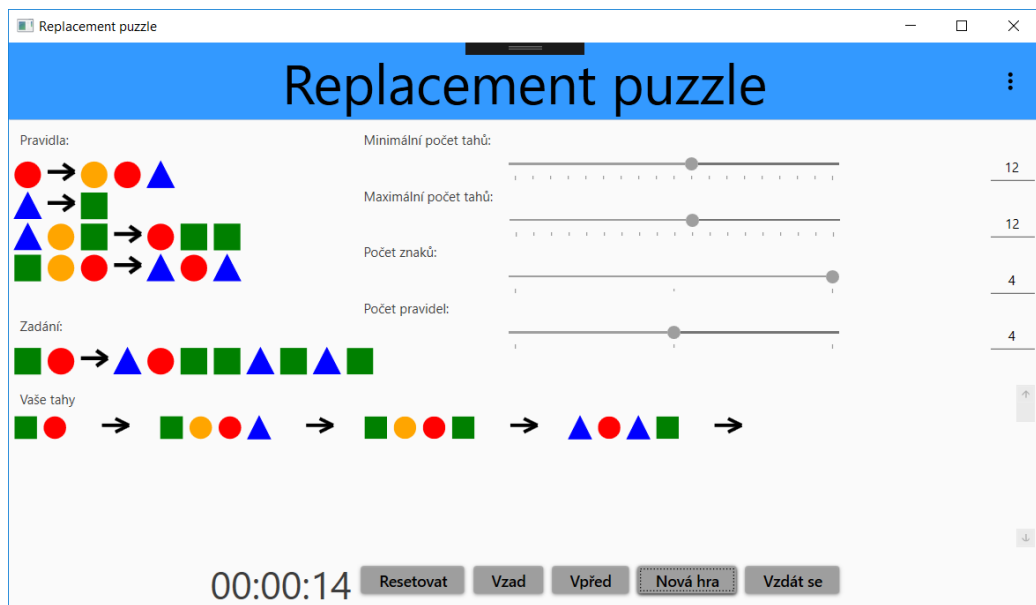 Replacement puzzle
Replacement puzzle
Pravidla:
Minimální počet tahů:
12
Maximální počet tahů:
12
Počet znaků:
4
Počet pravidel:
4
Zadání:
Vaše tahy
00:00:14
Resetovat
Vzad
Vpřed
Nová hra
Vzdát se